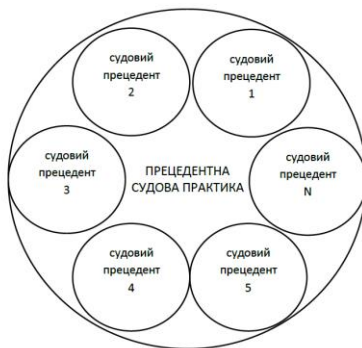 судовий
прецедент
2
судовий
прецедент
1
судовий
прецедент
3
ПРЕЦЕДЕНТНА
СУДОВА ПРАКТИКА
судовий
прецедент
N
судовий
прецедент
4
судовий
прецедент
5